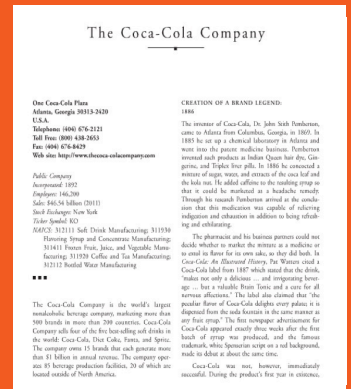 The Coca-Cola Company
One Coca-Cola Plaza
Atlanta, Georgia 30313-2420
U.S.A.
Telephone: (404) 676-2121
Toll Free: (800) 438-2653
Fax: (404) 676-8429
Web site: http://www.thecoca-colacompany.com
Public Company
Incorporated: 1892
Employees: 146,200
Sales: $46.54 billion (2011)
Stock Exchanges: New York
Ticker Symbol: KO
NAICS: 312111 Soft Drink Manufacturing; 311930
Flavoring Syrup and Concentrate Manufacturing;
311411 Frozen Fruit, Juice, and Vegetable Manu-
facturing; 311920 Coffee and Tea Manufacturing;
312112 Bottled Water Manufacturing
The Coca-Cola Company is the world's largest
nonalcoholic beverage company, marketing more than
500 brands in more than 200 countries. Coca-Cola
Company sells four of the five best-selling soft drinks in
the world: Coca-Cola, Diet Coke, Fanta, and Sprite.
The company owns 15 brands that each generate more
than $1 billion in annual revenue. The company oper-
ates 85 beverage production facilities, 20 of which are
located outside of North America.
CREATION OF A BRAND LEGEND:
1886
The inventor of Coca-Cola, Dr. John Stith Pemberton,
came to Atlanta from Columbus, Georgia, in 1869. In
1885 he set up a chemical laboratory in Atlanta and
went into the patent medicine business. Pemberton
invented such products as Indian Queen hair dye, Gin-
gerine, and Triplex liver pills. In 1886 he concocted a
mixture of sugar, water, and extracts of the coca leaf and
the kola nut. He added caffeine to the resulting syrup so
that it could be marketed as a headache remedy.
Through his research Pemberton arrived at the conclu-
sion that this medication was capable of relieving
indigestion and exhaustion in addition to being refresh-
ing and exhilarating.
The pharmacist and his business partners could not
decide whether to market the mixture as a medicine or
to extol its flavor for its own sake, so they did both. In
Coca-Cola: An Illustrated History, Pat Watters cited a
Coca-Cola label from 1887 which stated that the drink,
"makes not only a delicious ... and invigorating bever-
age ... but a valuable Brain Tonic and a cure for all
nervous affections." The label also claimed that "the
peculiar flavor of Coca-Cola delights every palate; it is
dispensed from the soda fountain in the same manner as
any fruit syrup." The first newspaper advertisement for
Coca-Cola appeared exactly three weeks after the first
batch of syrup was produced, and the famous
trademark, white Spenserian script on a red background,
made its debut at about the same time.
Coca-Cola was not, however, immediately
successful. During the product's first year in existence,